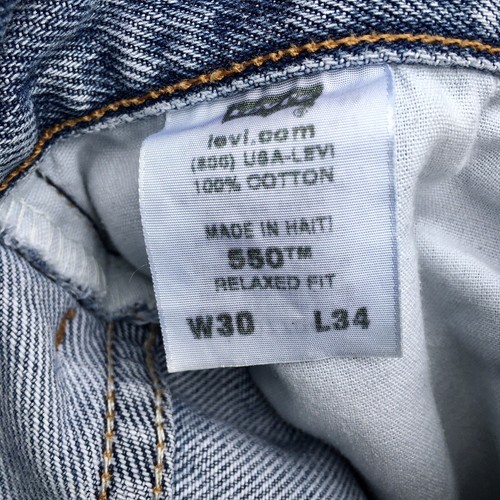 levi.com
(800) USA-LEVI
100% COTTON
MADE IN HAITI
550™
RELAXED FIT
W30 L34